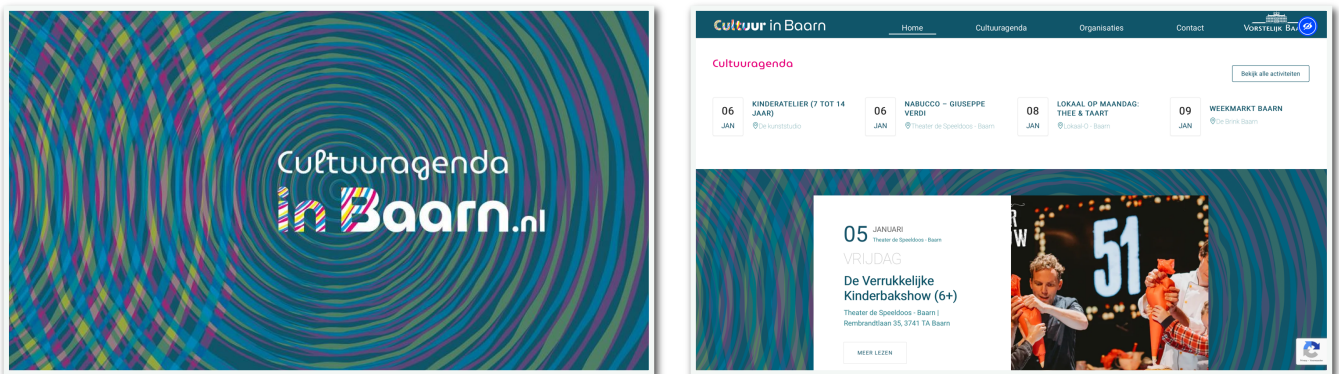 Cultuuragenda
in Baarn.nl
Cultuur in Baarn
Home
Cultuuragenda
Organisaties
Contact
VORSTELIJK
Cultuuragenda
Bekijk alle activiteiten
06
JAN
KINDERATELIER (7 TOT 14
JAAR)
De kunststudio
06
JAN
NABUCCO – GIUSEPPE
VERDI
Theater de Speeldoos - Baarn
08
JAN
LOKAAL OP MAANDAG:
THEE & TAART
Lokaal O - Baarn
09
JAN
WEEKMARKT BAARN
De Brink Baarn
05 JANUARI
Theater de Speeldoos - Baarn
VRIJDAG
De Verrukkelijke
Kinderbakshow (6+)
Theater de Speeldoos - Baarn |
Rembrandtlaan 35, 3741 TA Baarn
MEER LEZEN
51